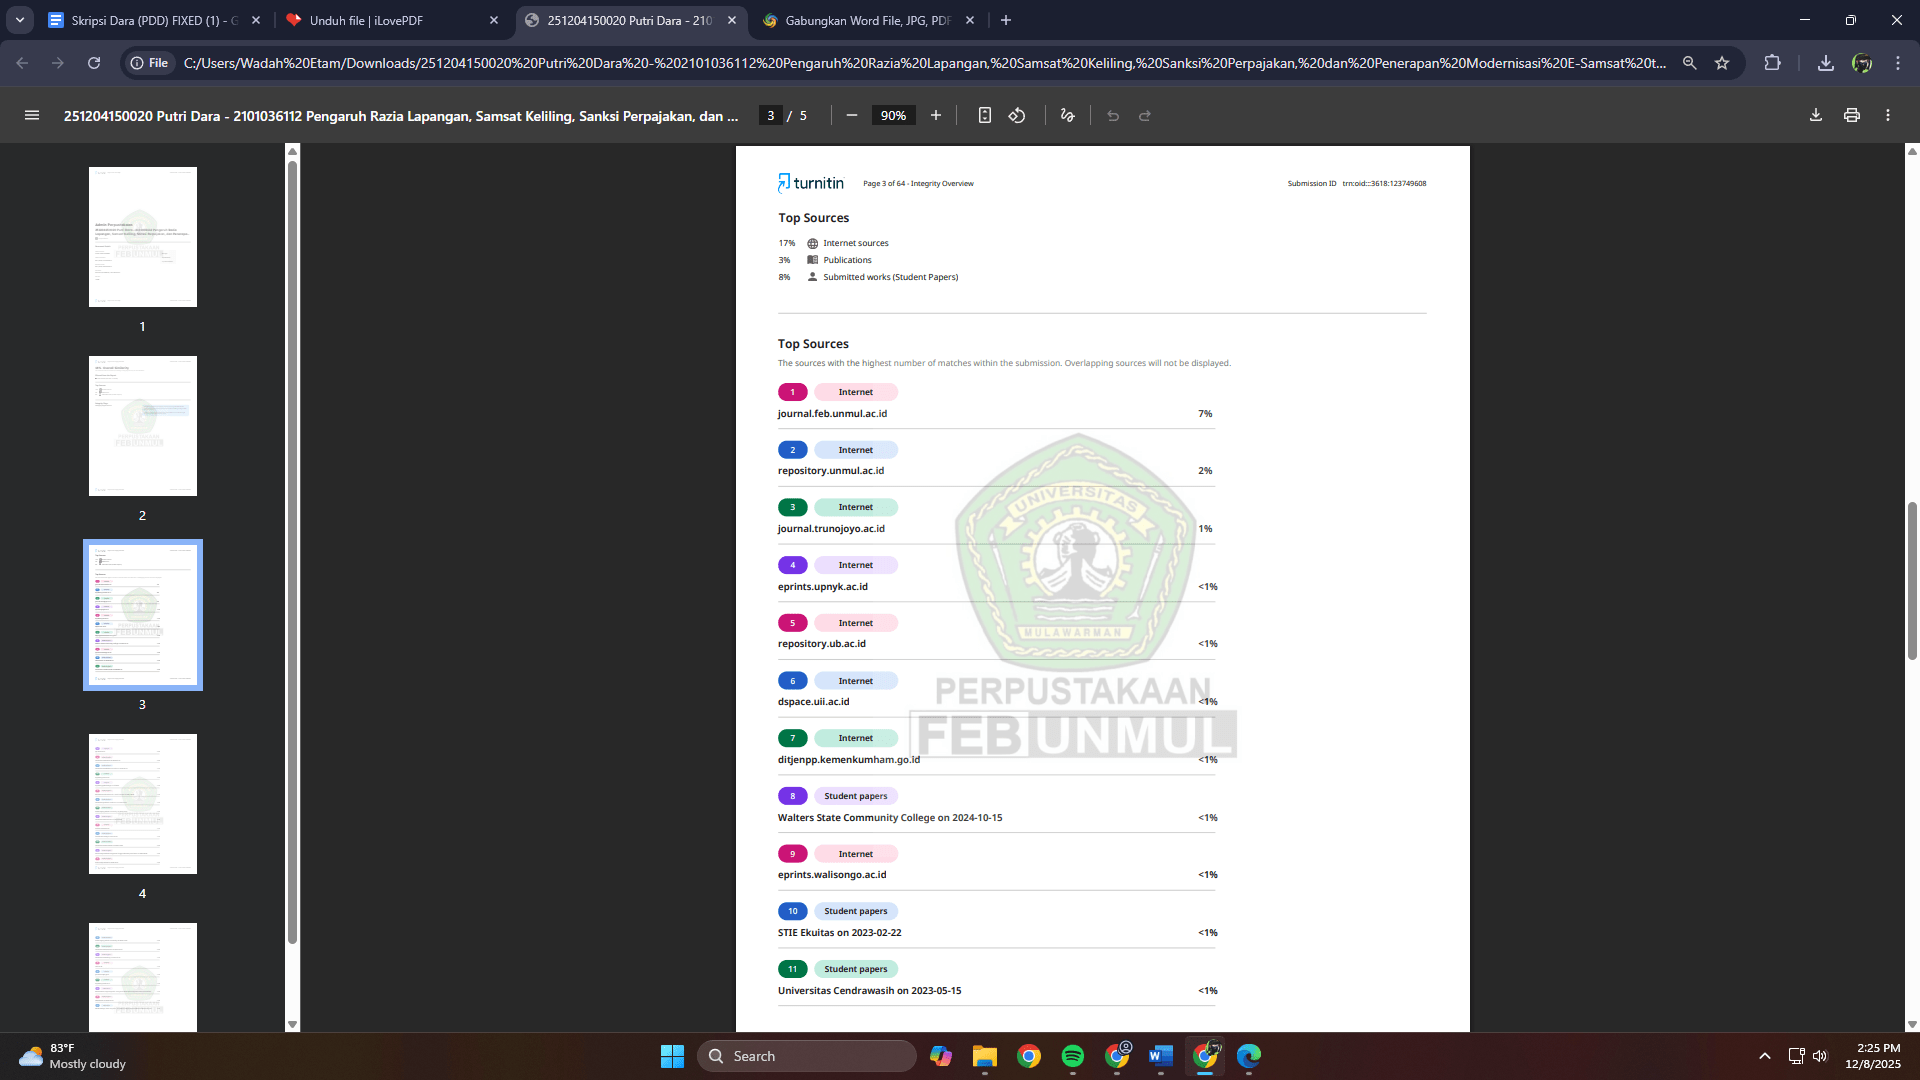 Skripsi Dara (PDD) FIXED (1) - G
Unduh file | iLovePDF
251204150020 Putri Dara - 210
Gabungkan Word File, JPG, PDF
File
C:/Users/Wadah%20Etam/Downloads/251204150020%20Putri%20Dara%20-%202101036112%20Pengaruh%20Razia%20Lapangan,%20Samsat%20Keliling,%20Sanksi%20Perpajakan,%20dan%20Penerapan%20Modernisasi%20E-Samsat%20t...
251204150020 Putri Dara - 2101036112 Pengaruh Razia Lapangan, Samsat Keliling, Sanksi Perpajakan, dan ...
3 / 5
90%
1
2
3
4
turnitin
Page 3 of 64 - Integrity Overview
Submission ID trn:oid:::3618:123749608
Top Sources
17% Internet sources
3% Publications
8% Submitted works (Student Papers)
Top Sources
The sources with the highest number of matches within the submission. Overlapping sources will not be displayed.
1 Internet
journal.feb.unmul.ac.id 7%
2 Internet
repository.unmul.ac.id 2%
3 Internet
journal.trunojoyo.ac.id 1%
4 Internet
eprints.upnyk.ac.id <1%
5 Internet
repository.ub.ac.id <1%
6 Internet
dspace.uii.ac.id <1%
7 Internet
ditjenpp.kemenkumham.go.id <1%
8 Student papers
Walters State Community College on 2024-10-15 <1%
9 Internet
eprints.walisongo.ac.id <1%
10 Student papers
STIE Ekuitas on 2023-02-22 <1%
11 Student papers
Universitas Cendrawasih on 2023-05-15 <1%
UNIVERSITAS
MULAWARMAN
PERPUSTAKAAN
FEB UNMUL
83°F
Mostly cloudy
Search
2:25 PM
12/8/2025